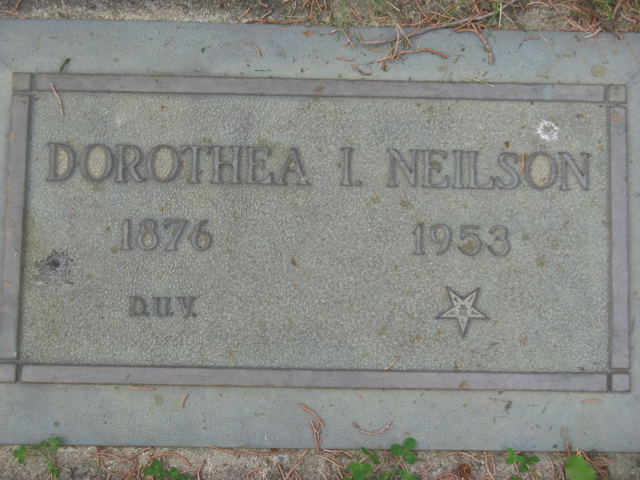 DOROTHEA I. NEILSON
1876 1953
D.U.V.